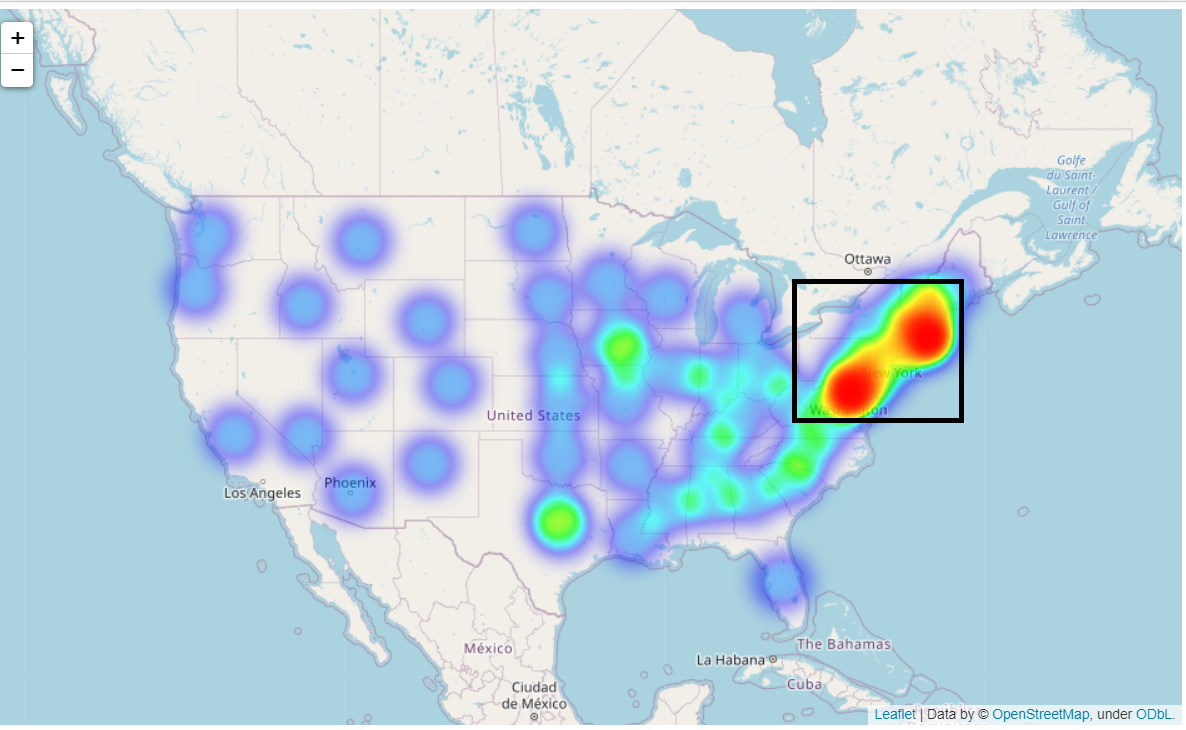 +
−
Golfe
du Saint-
Laurent /
Gulf of
Saint
Lawrence
Ottawa
New York
Washington
United States
Phoenix
Los Angeles
México
Ciudad
de México
La Habana
The Bahamas
Cuba
Leaflet | Data by © OpenStreetMap, under ODbL.